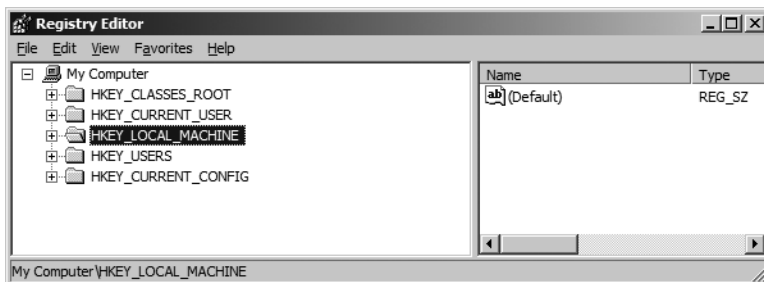 Registry Editor
File Edit View Favorites Help
My Computer
HKEY_CLASSES_ROOT
HKEY_CURRENT_USER
HKEY_LOCAL_MACHINE
HKEY_USERS
HKEY_CURRENT_CONFIG
Name Type
ab (Default) REG_SZ
My Computer\HKEY_LOCAL_MACHINE